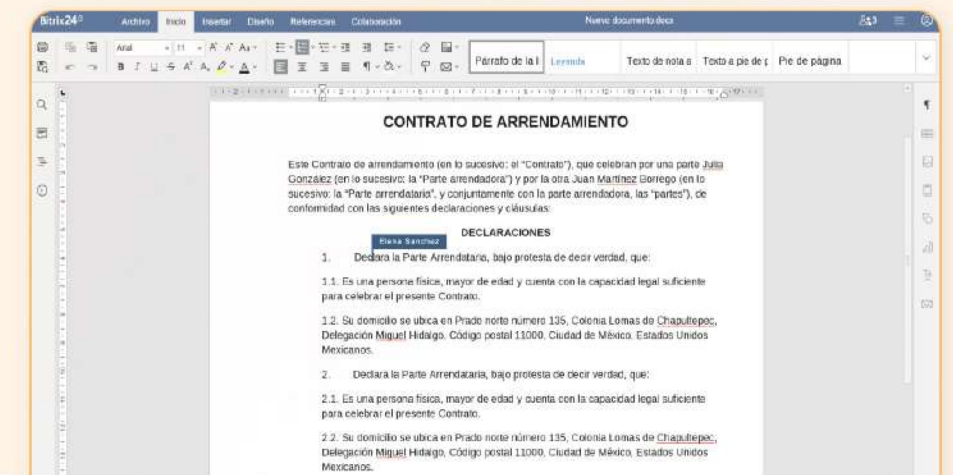 Bitrix24
Archivo Inicio Insertar Diseño Referencias Colaboración
Nuevo documento.docx
3
Arial 11
Párrafo de la l Leyenda Texto de nota a Texto a pie de p Pie de página
CONTRATO DE ARRENDAMIENTO
Este Contrato de arrendamiento (en lo sucesivo: el "Contrato"), que celebran por una parte Julia
González (en lo sucesivo: la "Parte arrendadora") y por la otra Juan Martínez Borrego (en lo
sucesivo: la "Parte arrendataria", y conjuntamente con la parte arrendadora, las "partes"), de
conformidad con las siguientes declaraciones y cláusulas:
DECLARACIONES
Elena Sanchez
1. Declara la Parte Arrendataria, bajo protesta de decir verdad, que:
1.1. Es una persona física, mayor de edad y cuenta con la capacidad legal suficiente
para celebrar el presente Contrato.
1.2. Su domicilio se ubica en Prado norte número 135, Colonia Lomas de Chapultepec,
Delegación Miguel Hidalgo, Código postal 11000, Ciudad de México, Estados Unidos
Mexicanos.
2. Declara la Parte Arrendataria, bajo protesta de decir verdad, que:
2.1. Es una persona física, mayor de edad y cuenta con la capacidad legal suficiente
para celebrar el presente Contrato.
2.2. Su domicilio se ubica en Prado norte número 135, Colonia Lomas de Chapultepec,
Delegación Miguel Hidalgo, Código postal 11000, Ciudad de México, Estados Unidos
Mexicanos.